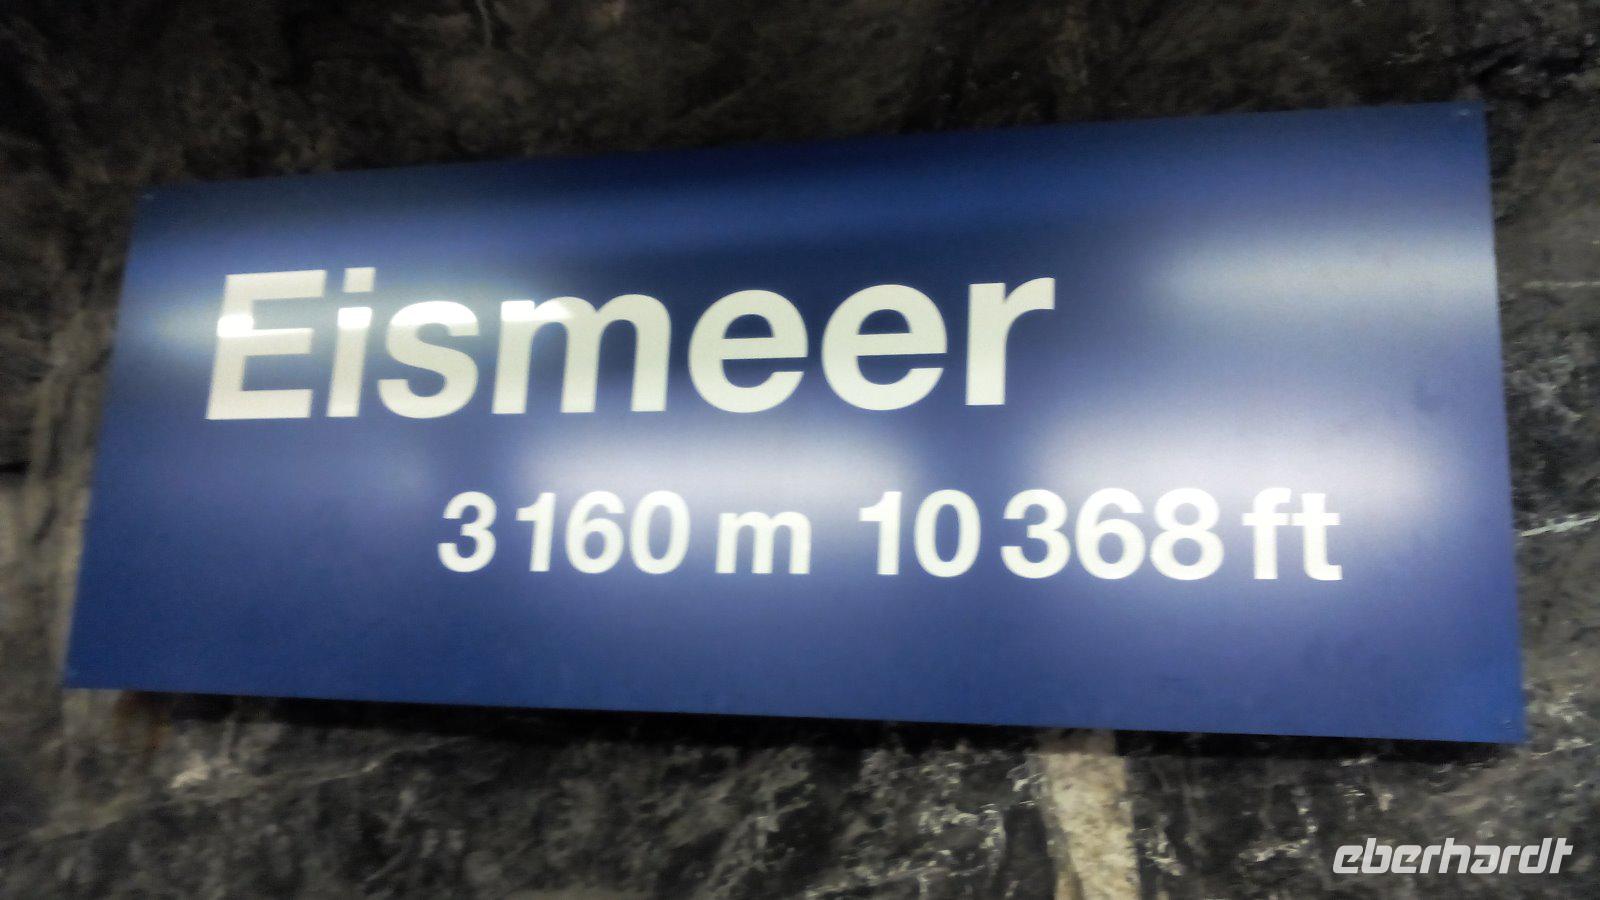 Eismeer
3 160 m 10 368 ft
eberhardt